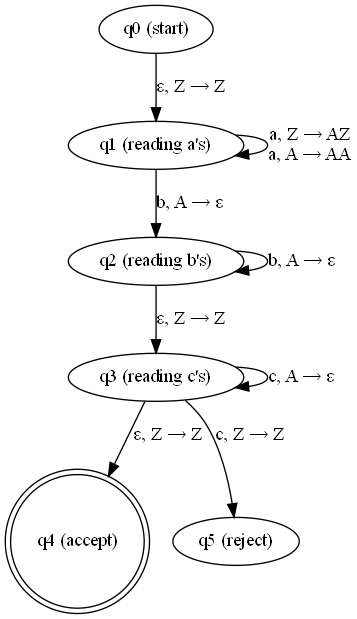 q0 (start)
ε, Z → Z
q1 (reading a's)
a, Z → AZ
a, A → AA
b, A → ε
q2 (reading b's)
b, A → ε
ε, Z → Z
q3 (reading c's)
c, A → ε
ε, Z → Z
c, Z → Z
q4 (accept)
q5 (reject)